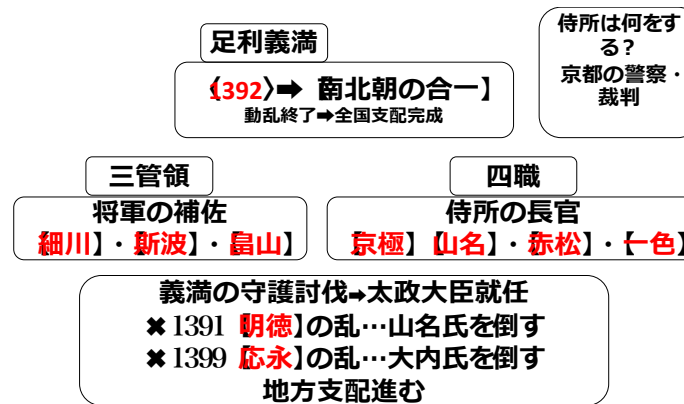 足利義満
〈1392〉➡【南北朝の合一】
動乱終了➡全国支配完成
侍所は何をす
る?
京都の警察・
裁判
三管領
将軍の補佐
【細川】・【斯波】・【畠山】
四職
侍所の長官
【京極】【山名】・【赤松】・【一色】
義満の守護討伐➡太政大臣就任
✖1391【明徳】の乱…山名氏を倒す
✖1399【応永】の乱…大内氏を倒す
地方支配進む